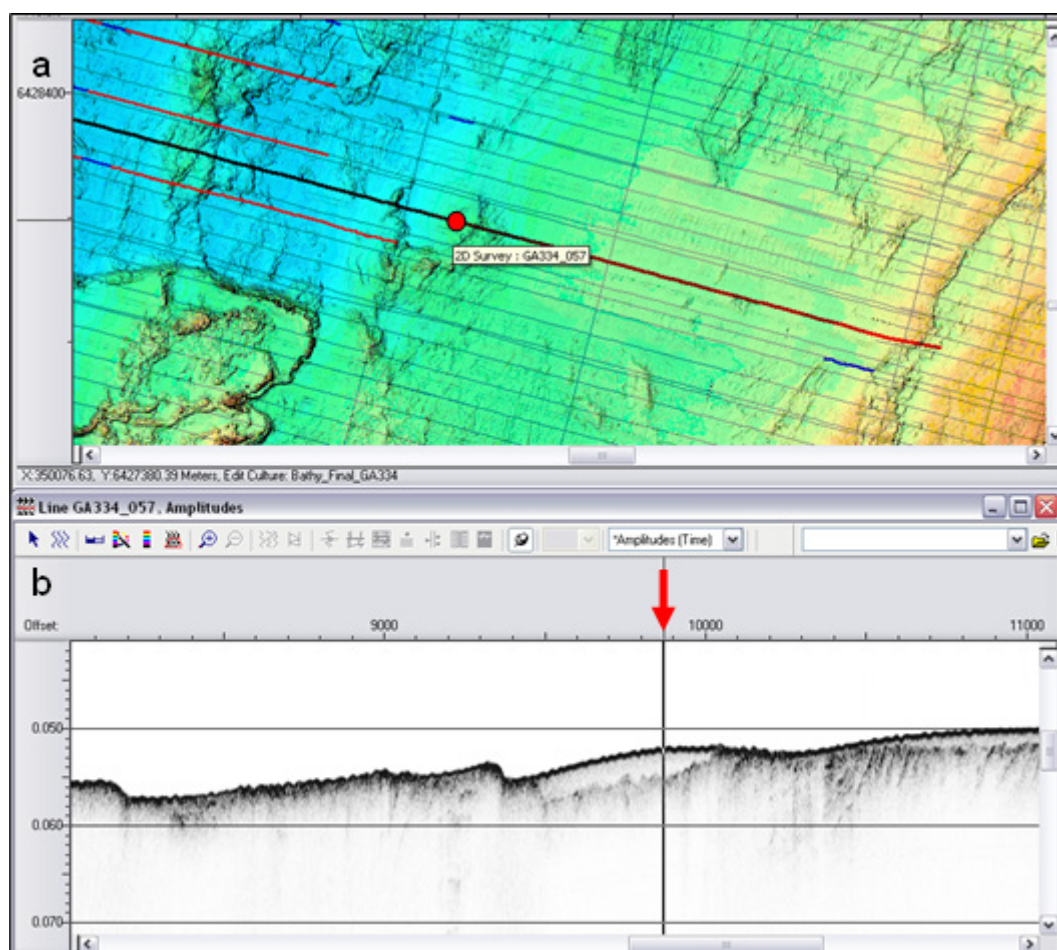 a
6428400
2D Survey : GA334_057
X:350076.63, Y:6427380.39 Meters, Edit Culture: Bathy_Final_GA334
Line GA334_057, Amplitudes
*Amplitudes (Time)
b
Offset:
9000 10000 11000
0.050
0.060
0.070